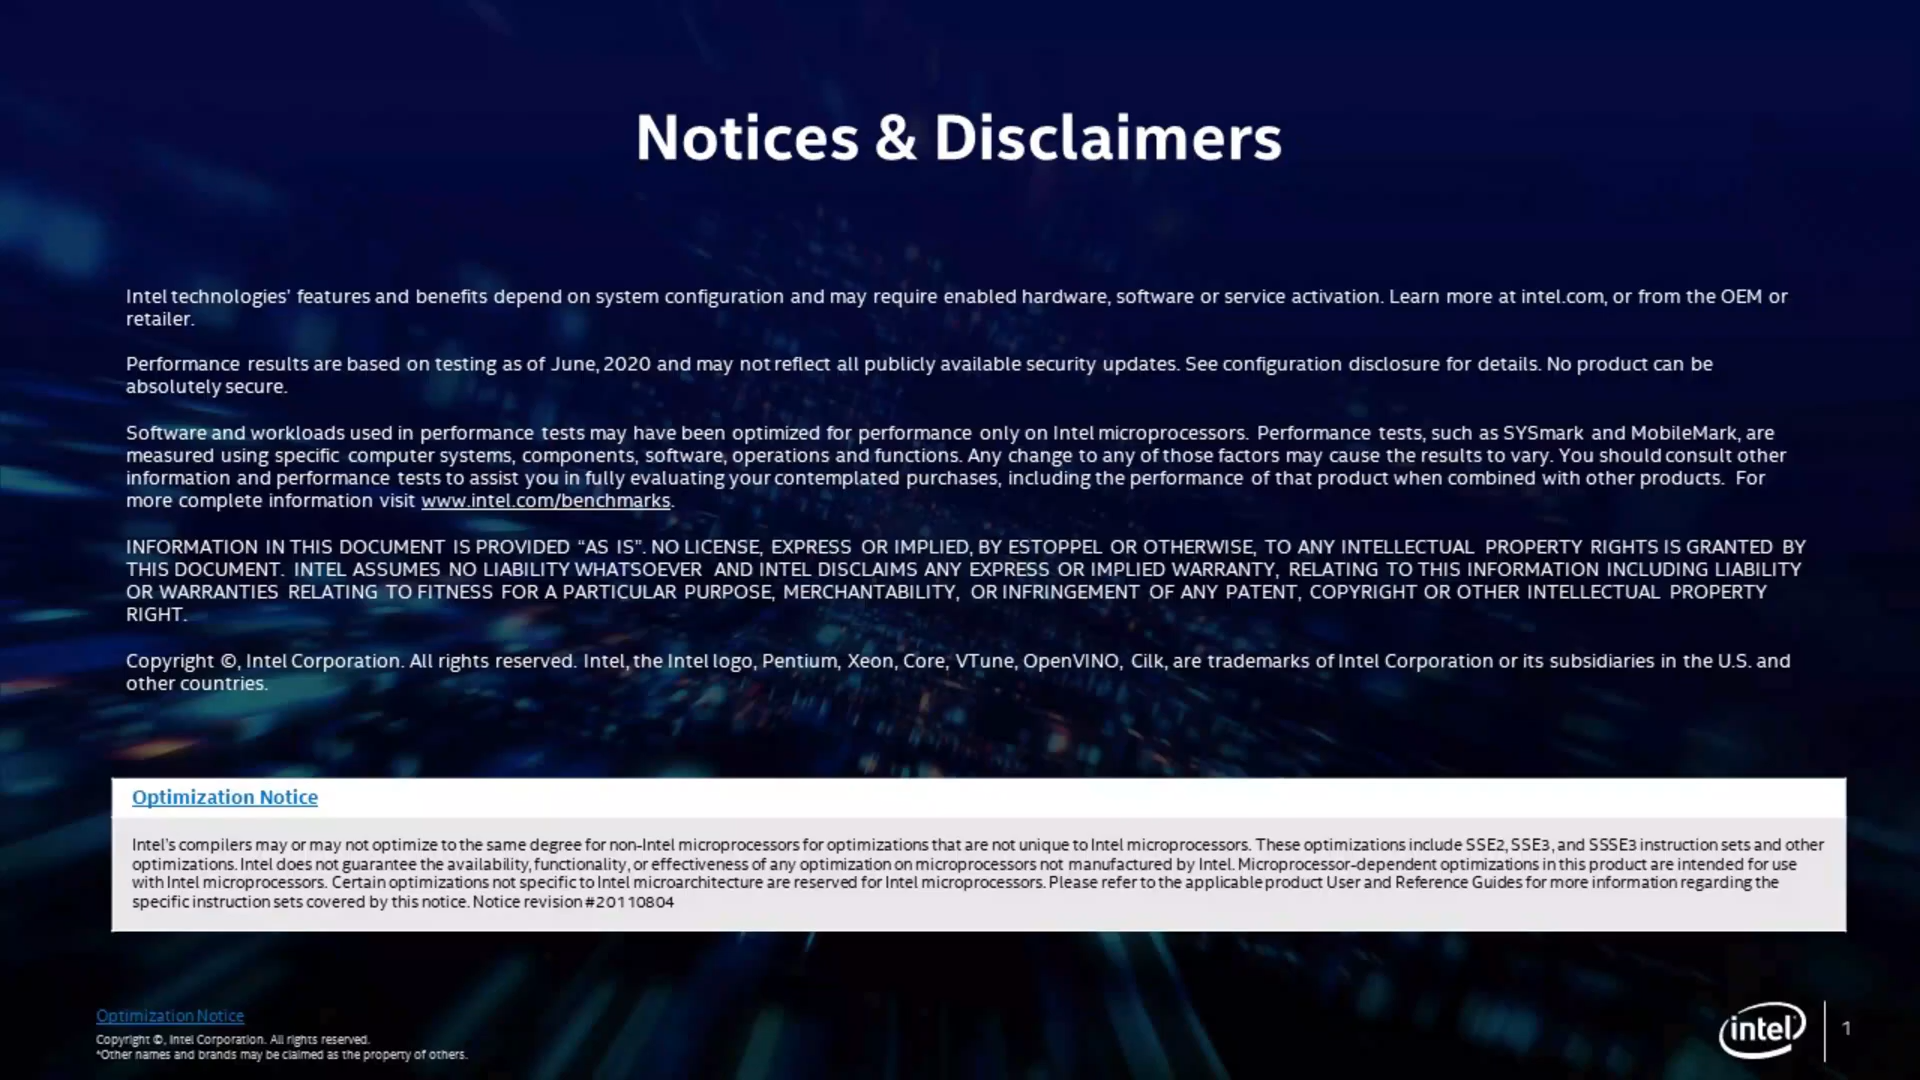 Notices & Disclaimers
Intel technologies' features and benefits depend on system configuration and may require enabled hardware, software or service activation. Learn more at intel.com, or from the OEM or
retailer.
Performance results are based on testing as of June, 2020 and may not reflect all publicly available security updates. See configuration disclosure for details. No product can be
absolutely secure.
Software and workloads used in performance tests may have been optimized for performance only on Intel microprocessors. Performance tests, such as SYSmark and MobileMark, are
measured using specific computer systems, components, software, operations and functions. Any change to any of those factors may cause the results to vary. You should consult other
information and performance tests to assist you in fully evaluating your contemplated purchases, including the performance of that product when combined with other products. For
more complete information visit www.intel.com/benchmarks.
INFORMATION IN THIS DOCUMENT IS PROVIDED “AS IS”. NO LICENSE, EXPRESS OR IMPLIED, BY ESTOPPEL OR OTHERWISE, TO ANY INTELLECTUAL PROPERTY RIGHTS IS GRANTED BY
THIS DOCUMENT. INTEL ASSUMES NO LIABILITY WHATSOEVER AND INTEL DISCLAIMS ANY EXPRESS OR IMPLIED WARRANTY, RELATING TO THIS INFORMATION INCLUDING LIABILITY
OR WARRANTIES RELATING TO FITNESS FOR A PARTICULAR PURPOSE, MERCHANTABILITY, OR INFRINGEMENT OF ANY PATENT, COPYRIGHT OR OTHER INTELLECTUAL PROPERTY
RIGHT.
Copyright ©, Intel Corporation. All rights reserved. Intel, the Intel logo, Pentium, Xeon, Core, VTune, OpenVINO, Cilk, are trademarks of Intel Corporation or its subsidiaries in the U.S. and
other countries.
Optimization Notice
Intel's compilers may or may not optimize to the same degree for non-Intel microprocessors for optimizations that are not unique to Intel microprocessors. These optimizations include SSE2, SSE3, and SSSE3 instruction sets and other
optimizations. Intel does not guarantee the availability, functionality, or effectiveness of any optimization on microprocessors not manufactured by Intel. Microprocessor-dependent optimizations in this product are intended for use
with Intel microprocessors. Certain optimizations not specific to Intel microarchitecture are reserved for Intel microprocessors. Please refer to the applicable product User and Reference Guides for more information regarding the
specific instruction sets covered by this notice. Notice revision #20110804
Optimization Notice
Copyright ©, Intel Corporation. All rights reserved.
*Other names and brands may be claimed as the property of others.
intel
1